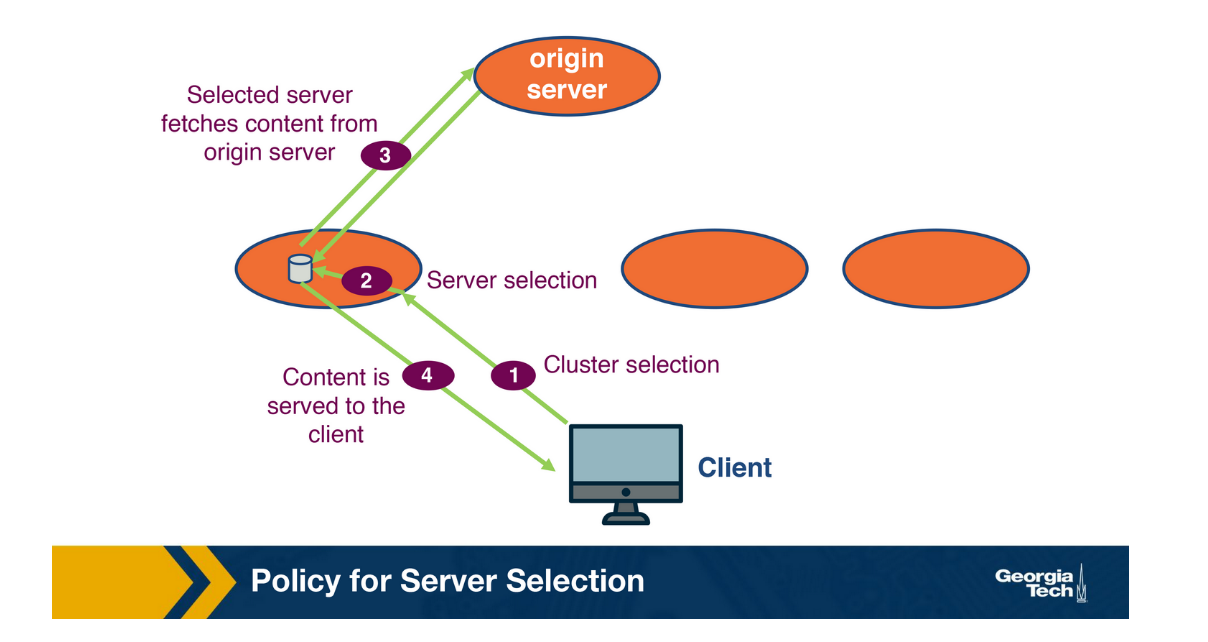 origin
server
Selected server
fetches content from
origin server
3
2
Server selection
1
Cluster selection
4
Content is
served to the
client
Client
Policy for Server Selection
Georgia
Tech